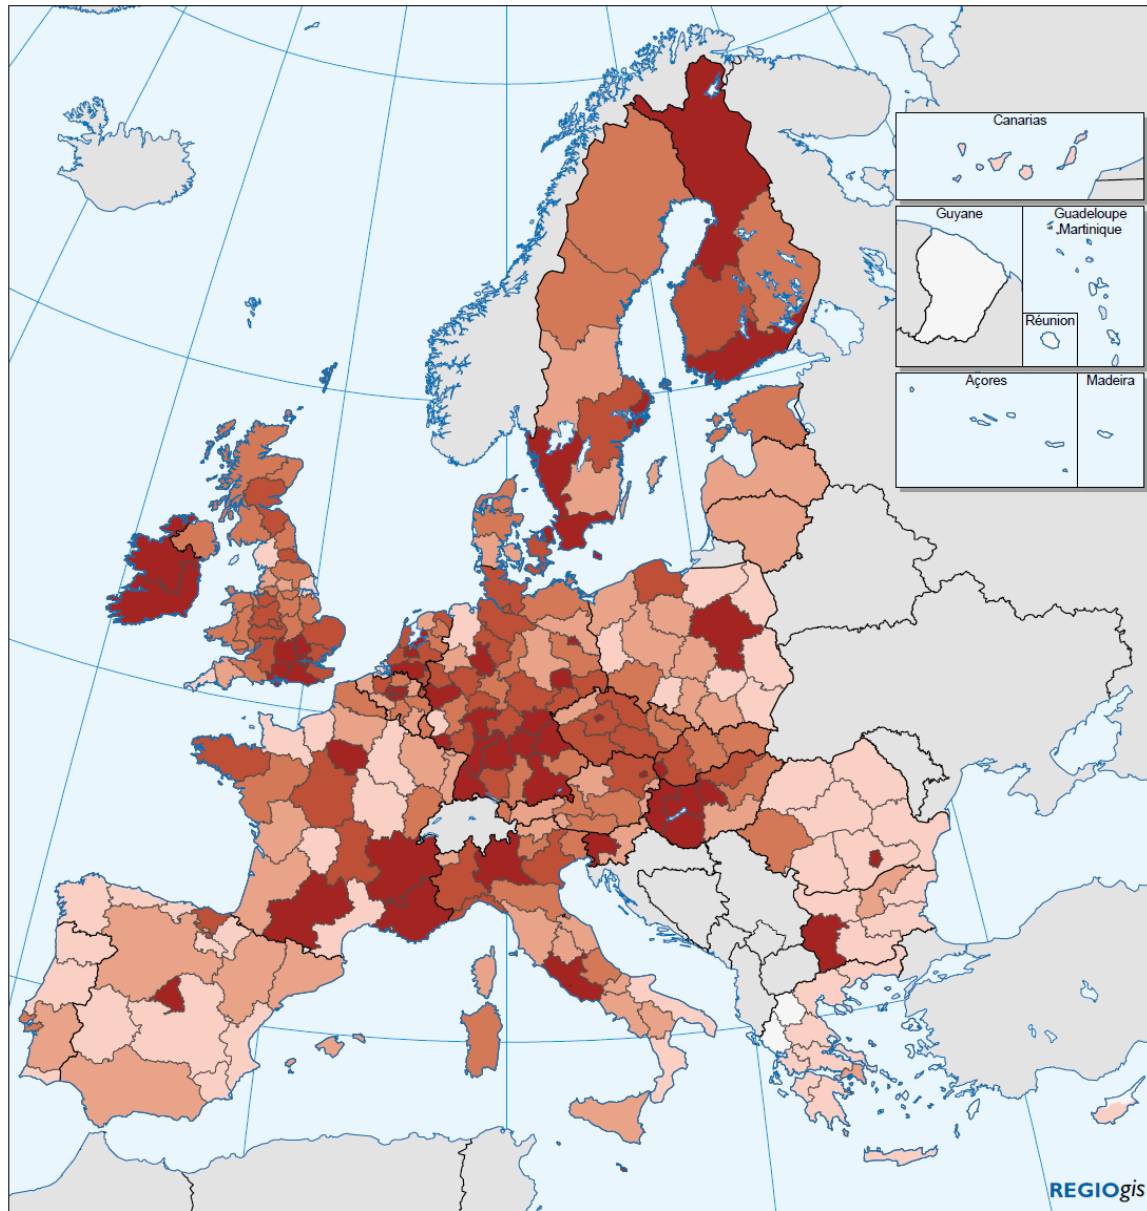 Canarias
Guyane
Guadeloupe
Martinique
Réunion
Açores
Madeira
REGIOgis